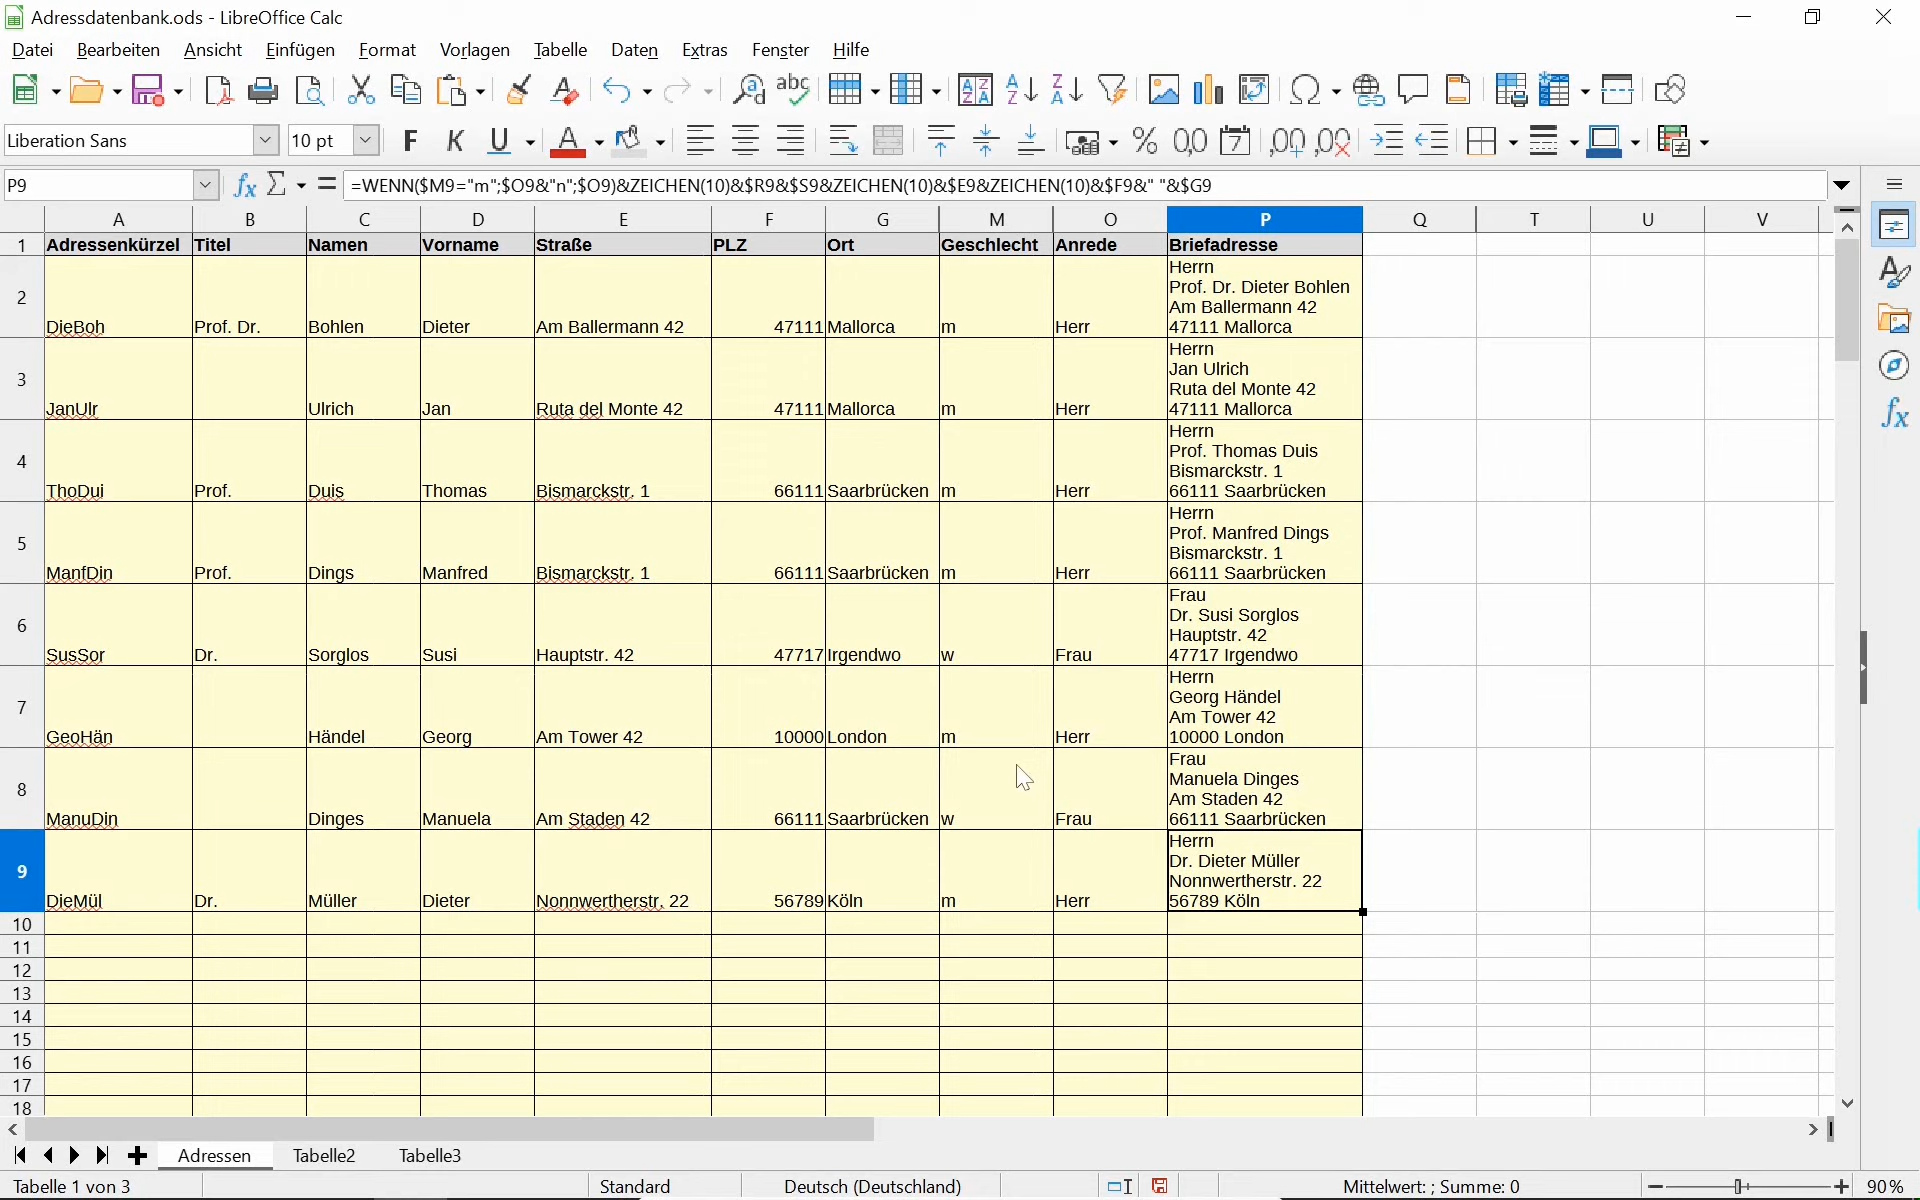 Adressdatenbank.ods - LibreOffice Calc
Datei Bearbeiten Ansicht Einfügen Format Vorlagen Tabelle Daten Extras Fenster Hilfe
Liberation Sans 10 pt F K U A
P9 fx Σ = =WENN($M9="m";$O9&"n";$O9)&ZEICHEN(10)&$R9&$S9&ZEICHEN(10)&$E9&ZEICHEN(10)&$F9&" "&$G9
A B C D E F G M O P Q T U V
1 Adressenkürzel Titel Namen Vorname Straße PLZ Ort Geschlecht Anrede Briefadresse
Herrn
Prof. Dr. Dieter Bohlen
Am Ballermann 42
2 DieBoh Prof. Dr. Bohlen Dieter Am Ballermann 42 47111 Mallorca m Herr 47111 Mallorca
Herrn
Jan Ulrich
Ruta del Monte 42
3 JanUlr Ulrich Jan Ruta del Monte 42 47111 Mallorca m Herr 47111 Mallorca
Herrn
Prof. Thomas Duis
Bismarckstr. 1
4 ThoDui Prof. Duis Thomas Bismarckstr. 1 66111 Saarbrücken m Herr 66111 Saarbrücken
Herrn
Prof. Manfred Dings
Bismarckstr. 1
5 ManfDin Prof. Dings Manfred Bismarckstr. 1 66111 Saarbrücken m Herr 66111 Saarbrücken
Frau
Dr. Susi Sorglos
Hauptstr. 42
6 SusSor Dr. Sorglos Susi Hauptstr. 42 47717 Irgendwo w Frau 47717 Irgendwo
Herrn
Georg Händel
Am Tower 42
7 GeoHän Händel Georg Am Tower 42 10000 London m Herr 10000 London
Frau
Manuela Dinges
Am Staden 42
8 ManuDin Dinges Manuela Am Staden 42 66111 Saarbrücken w Frau 66111 Saarbrücken
Herrn
Dr. Dieter Müller
Nonnwertherstr. 22
9 DieMül Dr. Müller Dieter Nonnwertherstr. 22 56789 Köln m Herr 56789 Köln
10
11
12
13
14
15
16
17
18
Adressen Tabelle2 Tabelle3
Tabelle 1 von 3 Standard Deutsch (Deutschland) Mittelwert: ; Summe: 0 90%